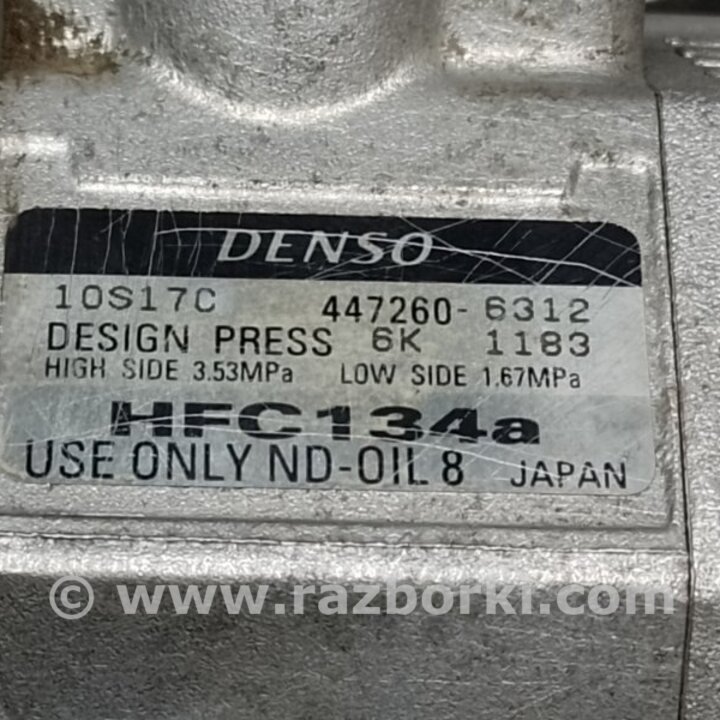 DENSO
10S17C 447260-6312
DESIGN PRESS 6K 1183
HIGH SIDE 3.53MPa LOW SIDE 1.67MPa
HFC134a
USE ONLY ND-OIL 8 JAPAN
© www.razborki.com